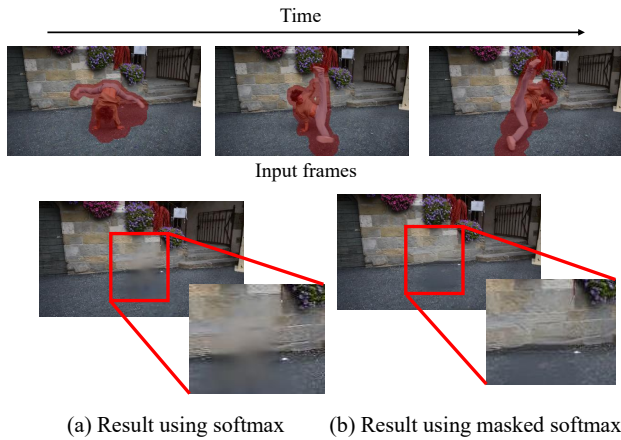 Time
Input frames
(a) Result using softmax
(b) Result using masked softmax